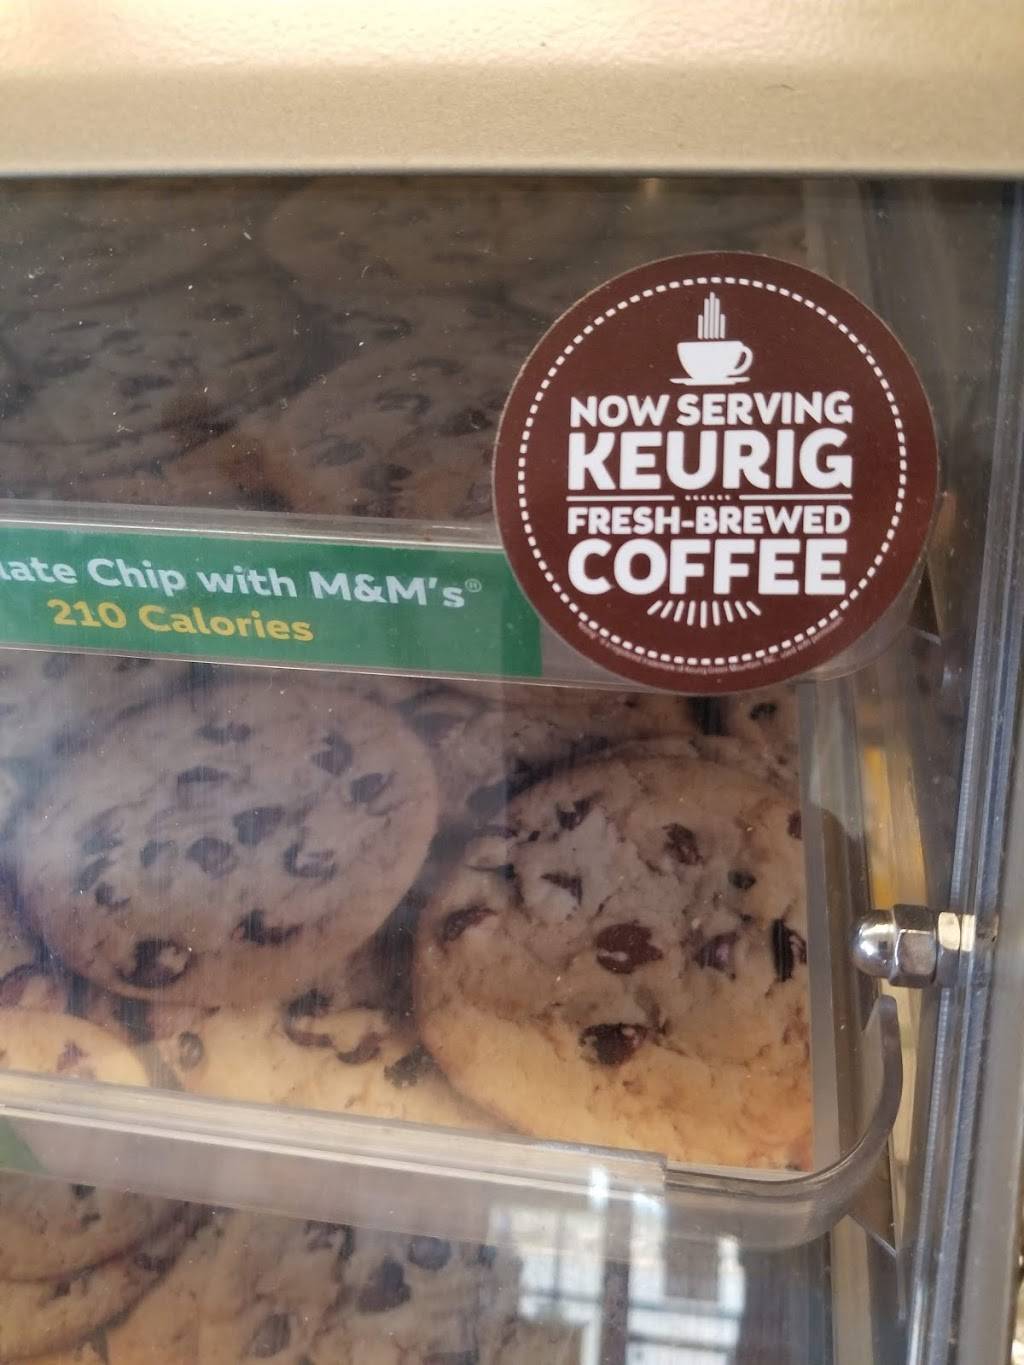 NOW SERVING
KEURIG
FRESH-BREWED
COFFEE
late Chip with M&M's®
210 Calories